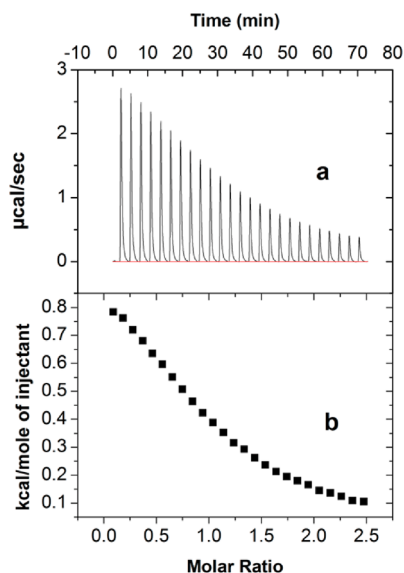 Time (min)
-10 0 10 20 30 40 50 60 70 80
3
2
1
0
µcal/sec
a
0.8
0.7
0.6
0.5
0.4
0.3
0.2
0.1
kcal/mole of injectant
b
0.0 0.5 1.0 1.5 2.0 2.5
Molar Ratio